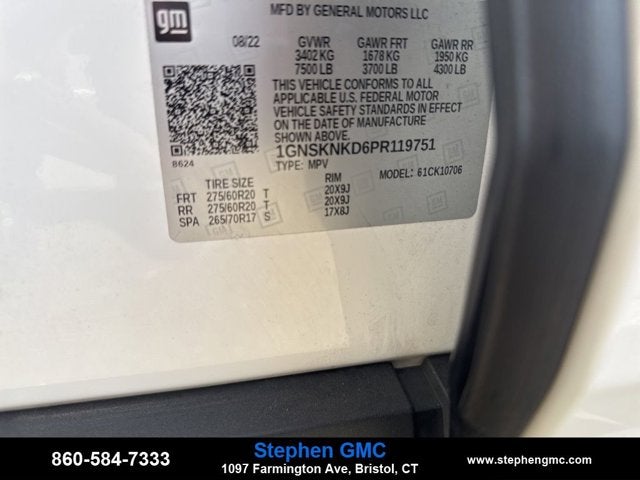 gm
MFD BY GENERAL MOTORS LLC
08/22 GVWR GAWR FRT GAWR RR
3402 KG 1678 KG 1950 KG
7500 LB 3700 LB 4300 LB
THIS VEHICLE CONFORMS TO ALL
APPLICABLE U.S. FEDERAL MOTOR
VEHICLE SAFETY STANDARDS IN EFFECT
ON THE DATE OF MANUFACTURE
SHOWN ABOVE.
1GNSKNKD6PR119751
8624 TYPE: MPV MODEL: 61CK10706
TIRE SIZE RIM
FRT 275/60R20 T 20X9J
RR 275/60R20 T 20X9J
SPA 265/70R17 S 17X8J
860-584-7333
Stephen GMC
1097 Farmington Ave, Bristol, CT
www.stephengmc.com